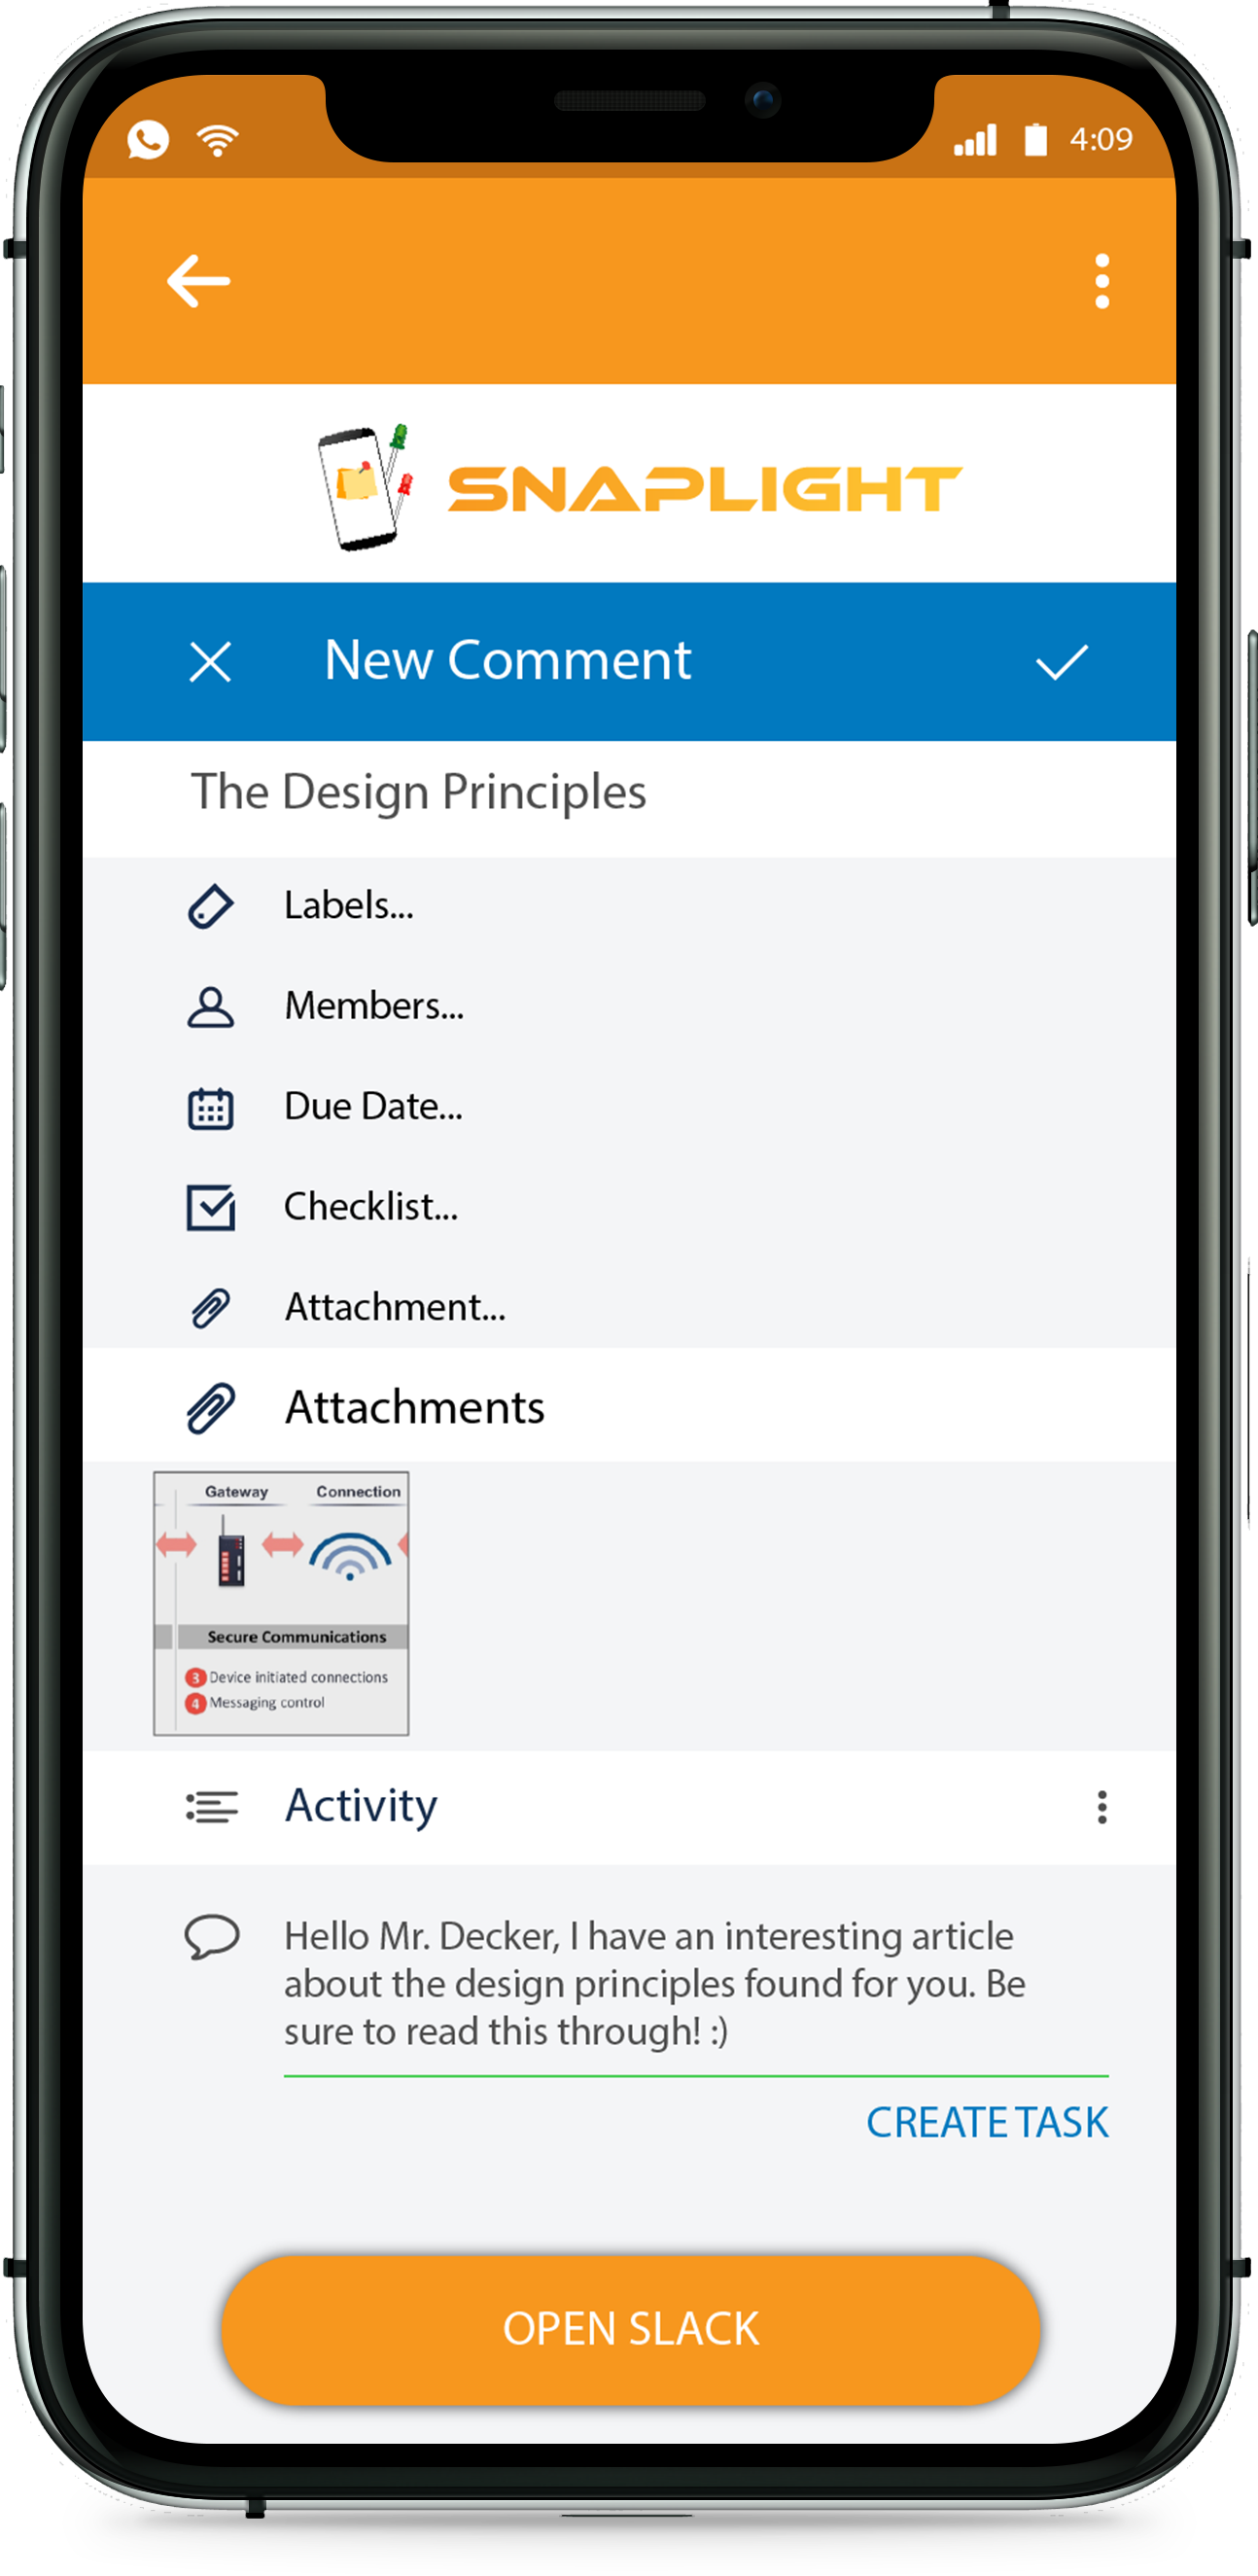 4:09
SNAPLIGHT
New Comment
The Design Principles
Labels...
Members...
Due Date...
Checklist...
Attachment...
Attachments
Gateway Connection
Secure Communications
3 Device initiated connections
4 Messaging control
Activity
Hello Mr. Decker, I have an interesting article
about the design principles found for you. Be
sure to read this through! :)
CREATE TASK
OPEN SLACK